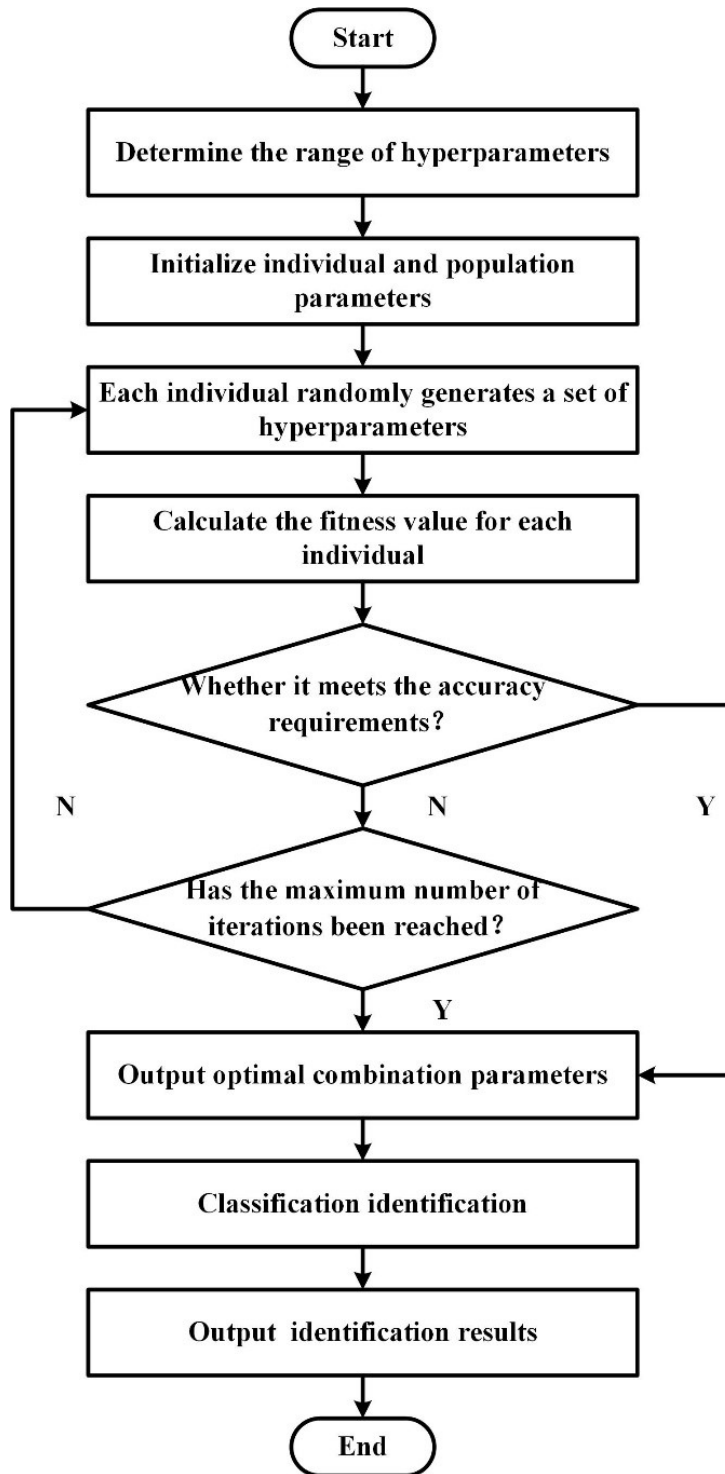 Start
Determine the range of hyperparameters
Initialize individual and population
parameters
Each individual randomly generates a set of
hyperparameters
Calculate the fitness value for each
individual
Whether it meets the accuracy
requirements?
N
N
Y
Has the maximum number of
iterations been reached?
Y
Output optimal combination parameters
Classification identification
Output identification results
End